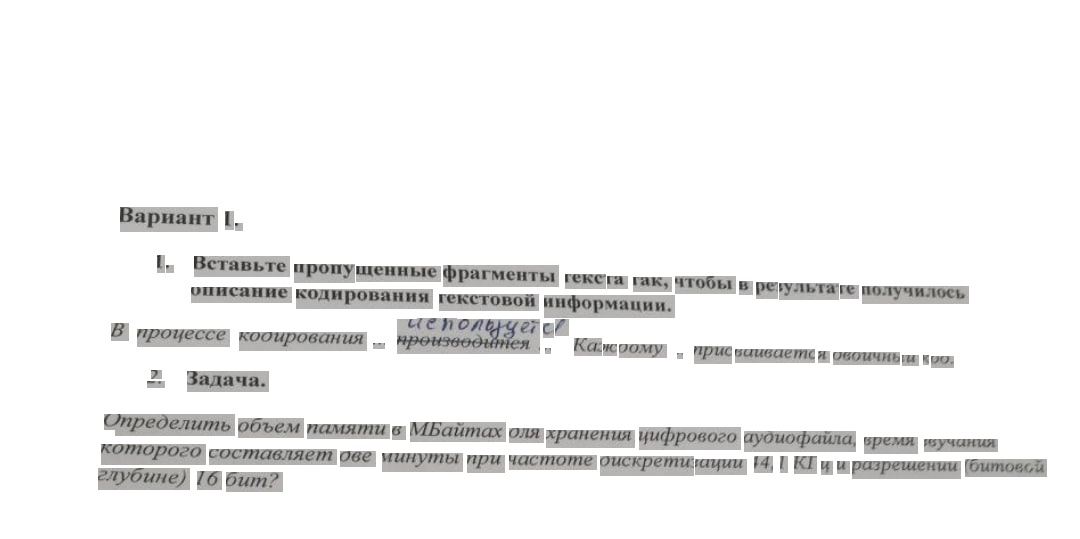 Вариант 1.
1. Вставьте пропущенные фрагменты текста так, чтобы в результате получилось
описание кодирования текстовой информации.
используется
В процессе кодирования ... производится ... Каждому ... присваивается двоичный код.
2. Задача.
Определить объем памяти в МБайтах для хранения цифрового аудиофайла, время звучания
которого составляет две минуты при частоте дискретизации 44,1 КГц и разрешении (битовой
глубине) 16 бит?